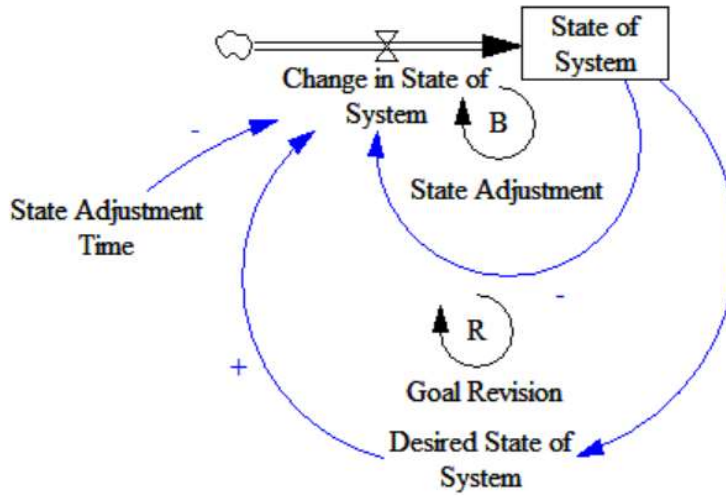 State of
System
Change in State of
System
B
-
State Adjustment
State Adjustment
Time
-
R
+
Goal Revision
Desired State of
System